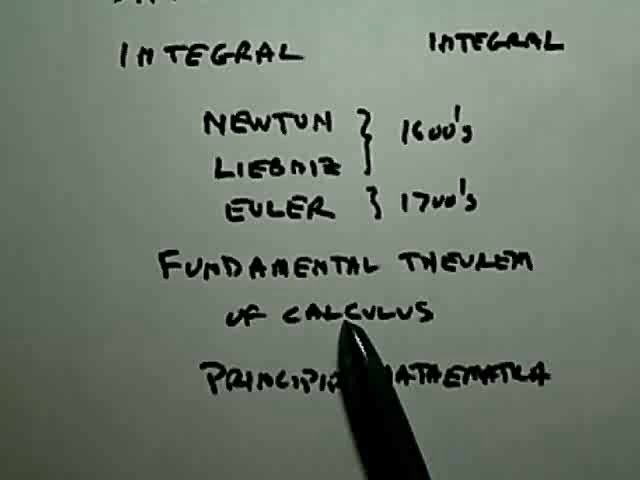 INTEGRAL INTEGRAL
NEWTON } 1600's
LIEBNIZ
EULER } 1700's
FUNDAMENTAL THEOREM
OF CALCULUS
PRINCIPIA MATHEMATICA